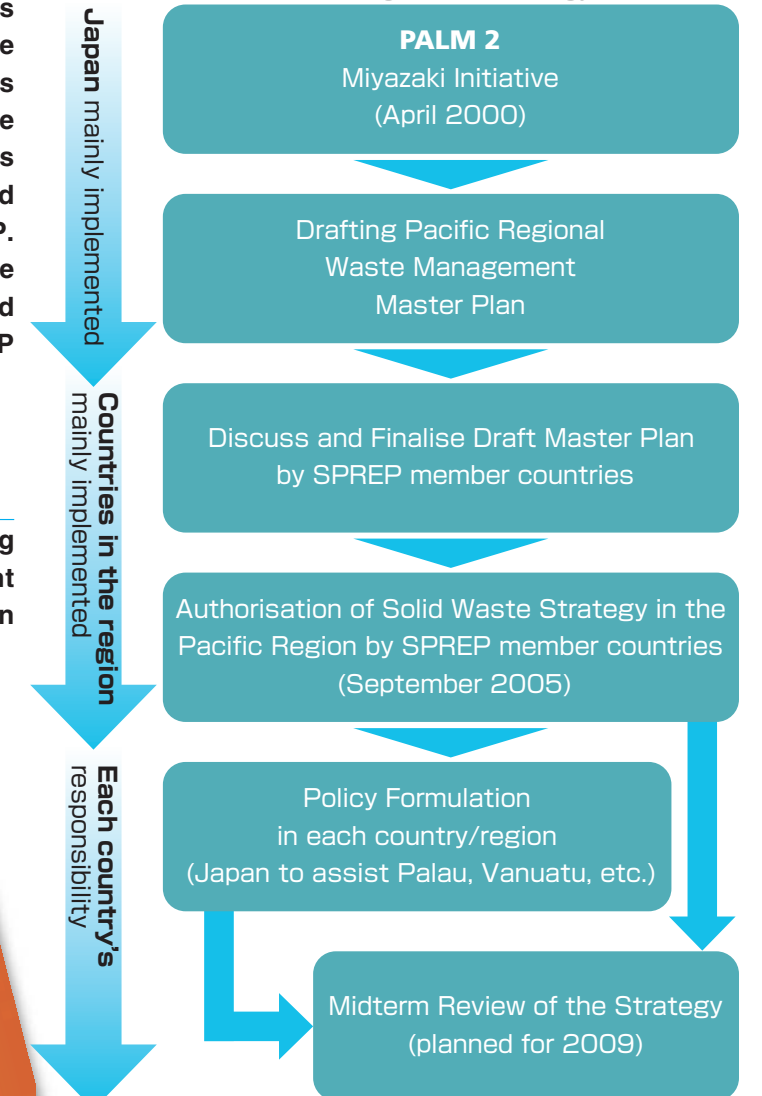 s
e
s
e
s
d
P.
e
d
P
g
nt
n
Japan mainly implemented
PALM 2
Miyazaki Initiative
(April 2000)
Drafting Pacific Regional
Waste Management
Master Plan
Countries in the region
mainly implemented
Discuss and Finalise Draft Master Plan
by SPREP member countries
Authorisation of Solid Waste Strategy in the
Pacific Region by SPREP member countries
(September 2005)
Each country's
responsibility
Policy Formulation
in each country/region
(Japan to assist Palau, Vanuatu, etc.)
Midterm Review of the Strategy
(planned for 2009)